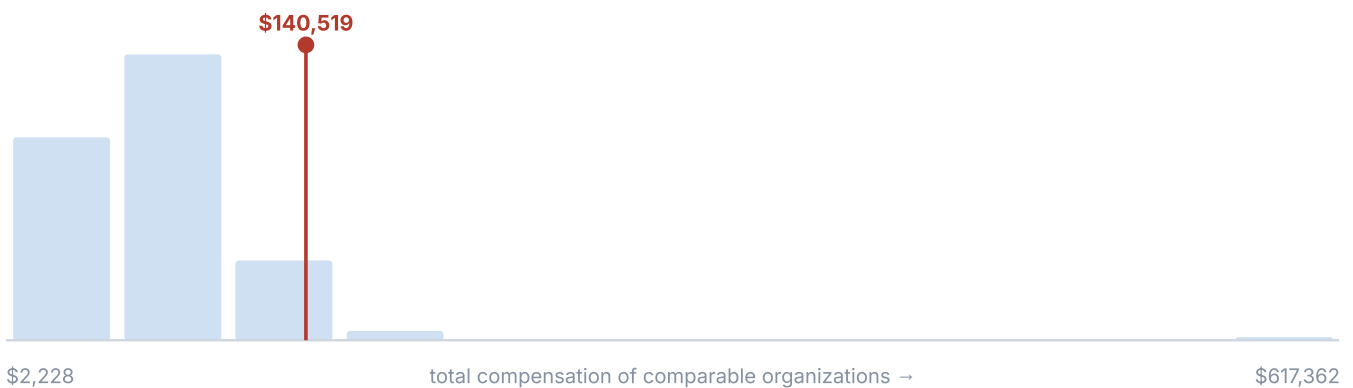 $140,519
$2,228
total compensation of comparable organizations →
$617,362